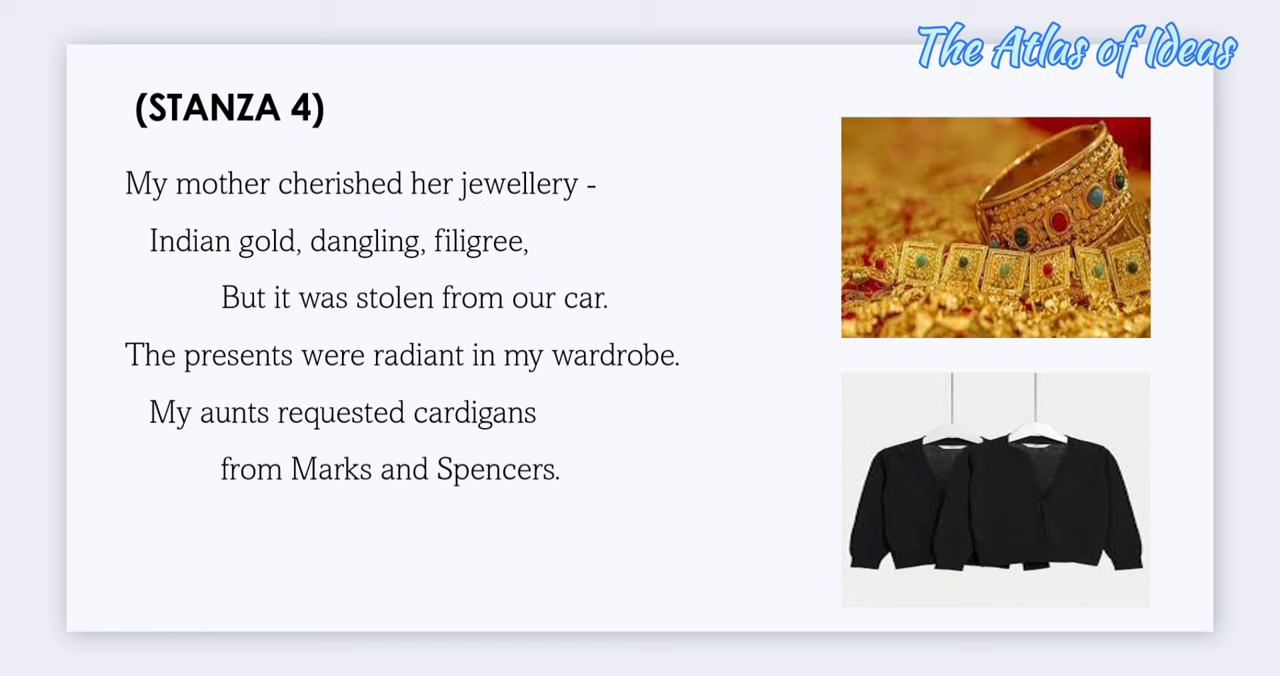 The Atlas of Ideas
(STANZA 4)
My mother cherished her jewellery -
Indian gold, dangling, filigree,
But it was stolen from our car.
The presents were radiant in my wardrobe.
My aunts requested cardigans
from Marks and Spencers.